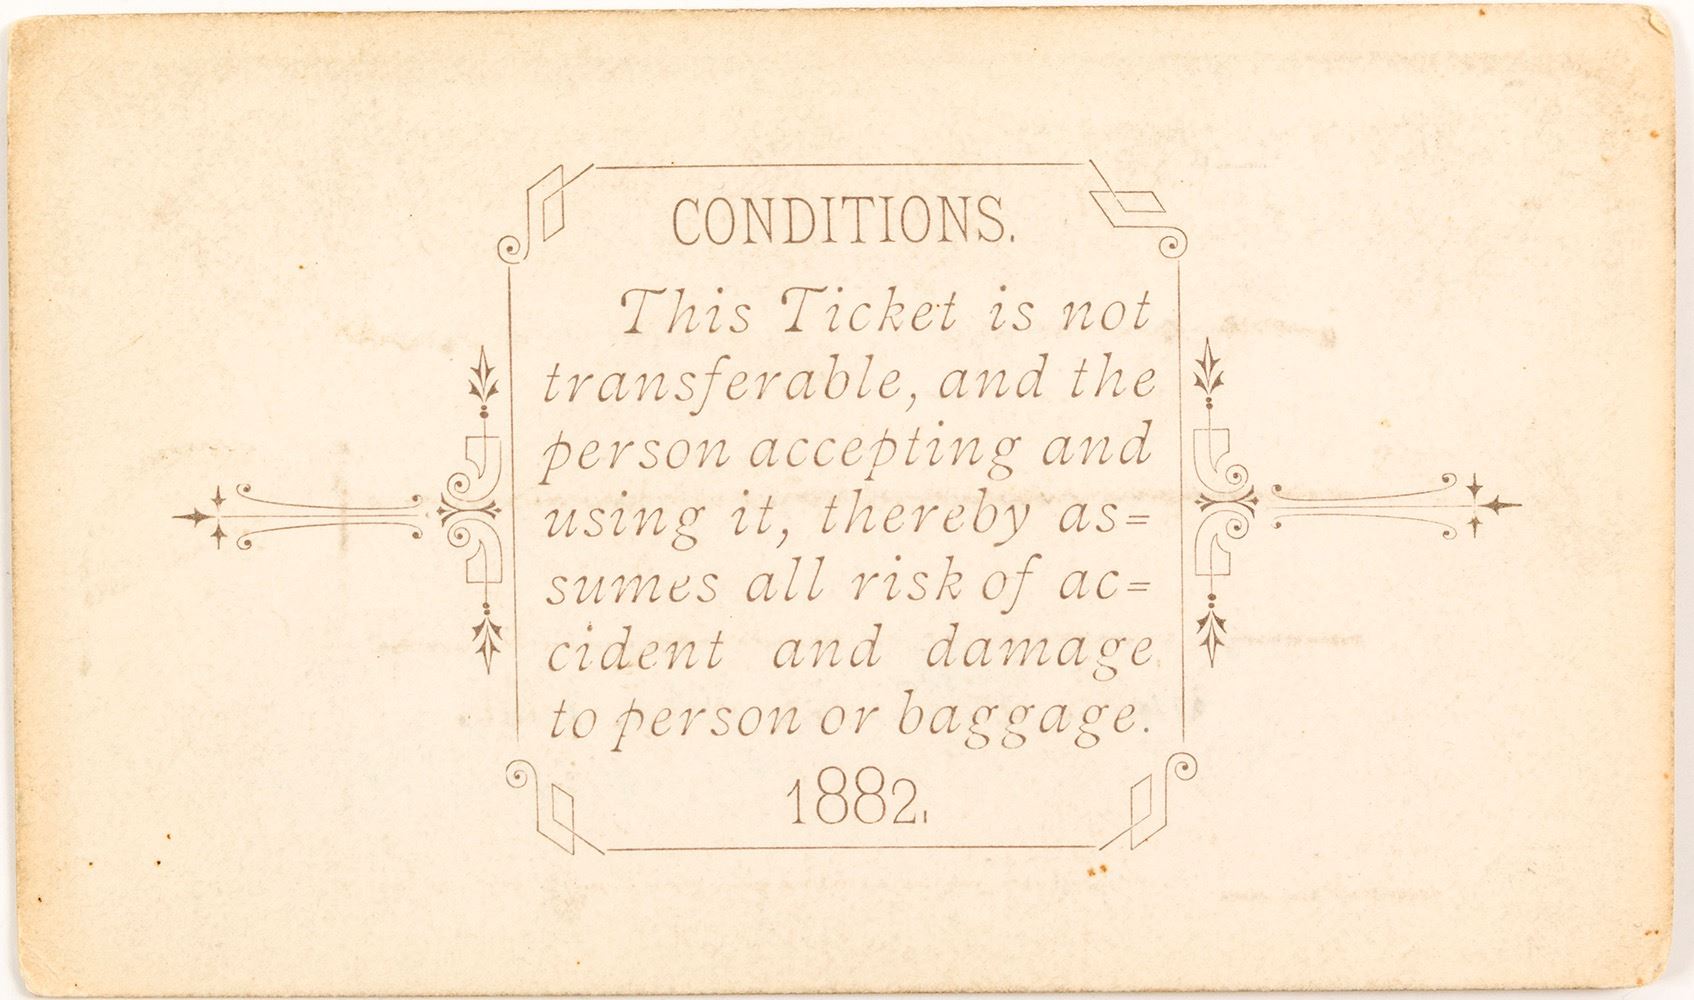 CONDITIONS.
This Ticket is not
transferable, and the
person accepting and
using it, thereby as=
sumes all risk of ac=
cident and damage
to person or baggage.
1882.